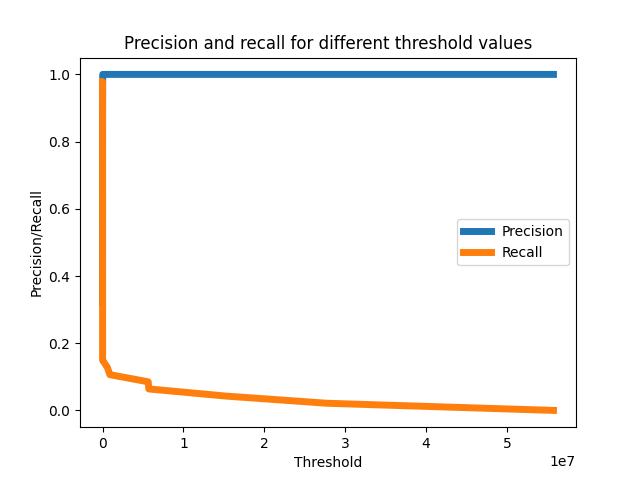 Precision and recall for different threshold values
1.0
0.8
0.6
0.4
0.2
0.0
Precision/Recall
Precision
Recall
0 1 2 3 4 5
1e7
Threshold